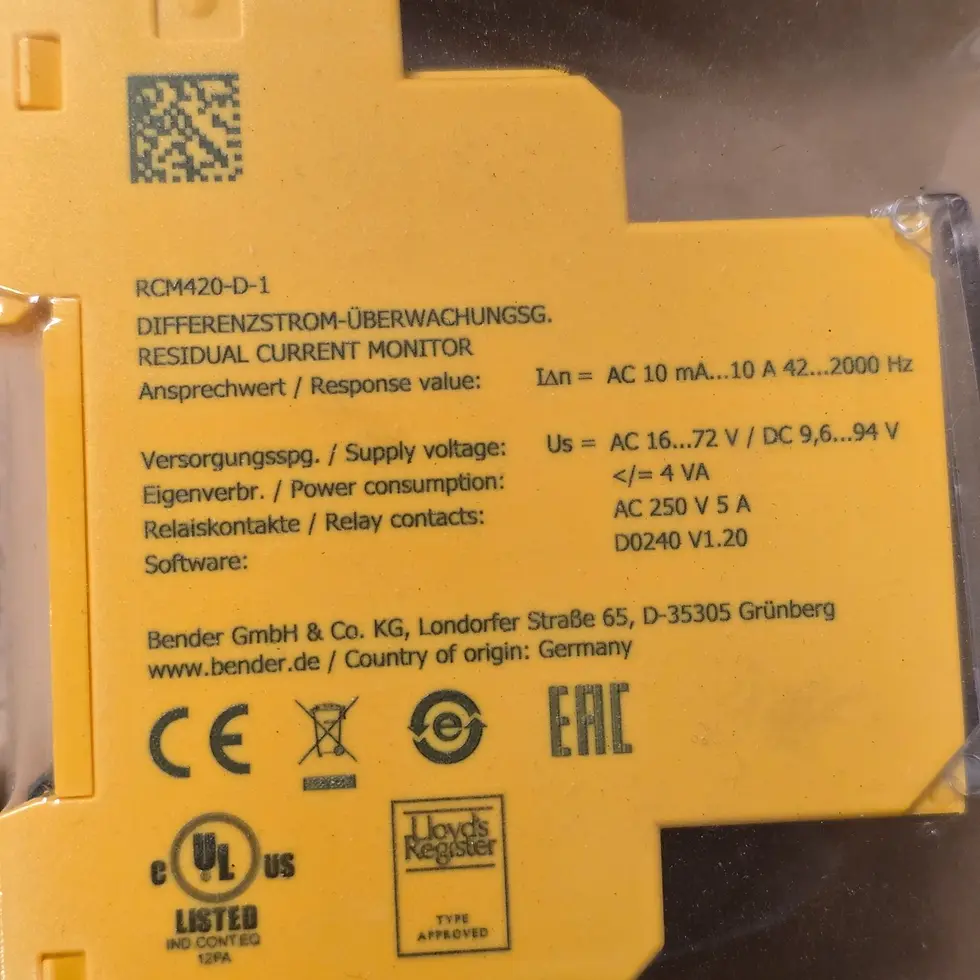 RCM420-D-1
DIFFERENZSTROM-ÜBERWACHUNGSG.
RESIDUAL CURRENT MONITOR
Ansprechwert / Response value: I∆n = AC 10 mA...10 A 42...2000 Hz
Versorgungsspg. / Supply voltage: Us = AC 16...72 V / DC 9,6...94 V
Eigenverbr. / Power consumption: </= 4 VA
Relaiskontakte / Relay contacts: AC 250 V 5 A
Software: D0240 V1.20
Bender GmbH & Co. KG, Londorfer Straße 65, D-35305 Grünberg
www.bender.de / Country of origin: Germany
CE e EAC
C UL US
LISTED
IND CONT EQ
12PA
Lloyd's
Register
TYPE
APPROVED